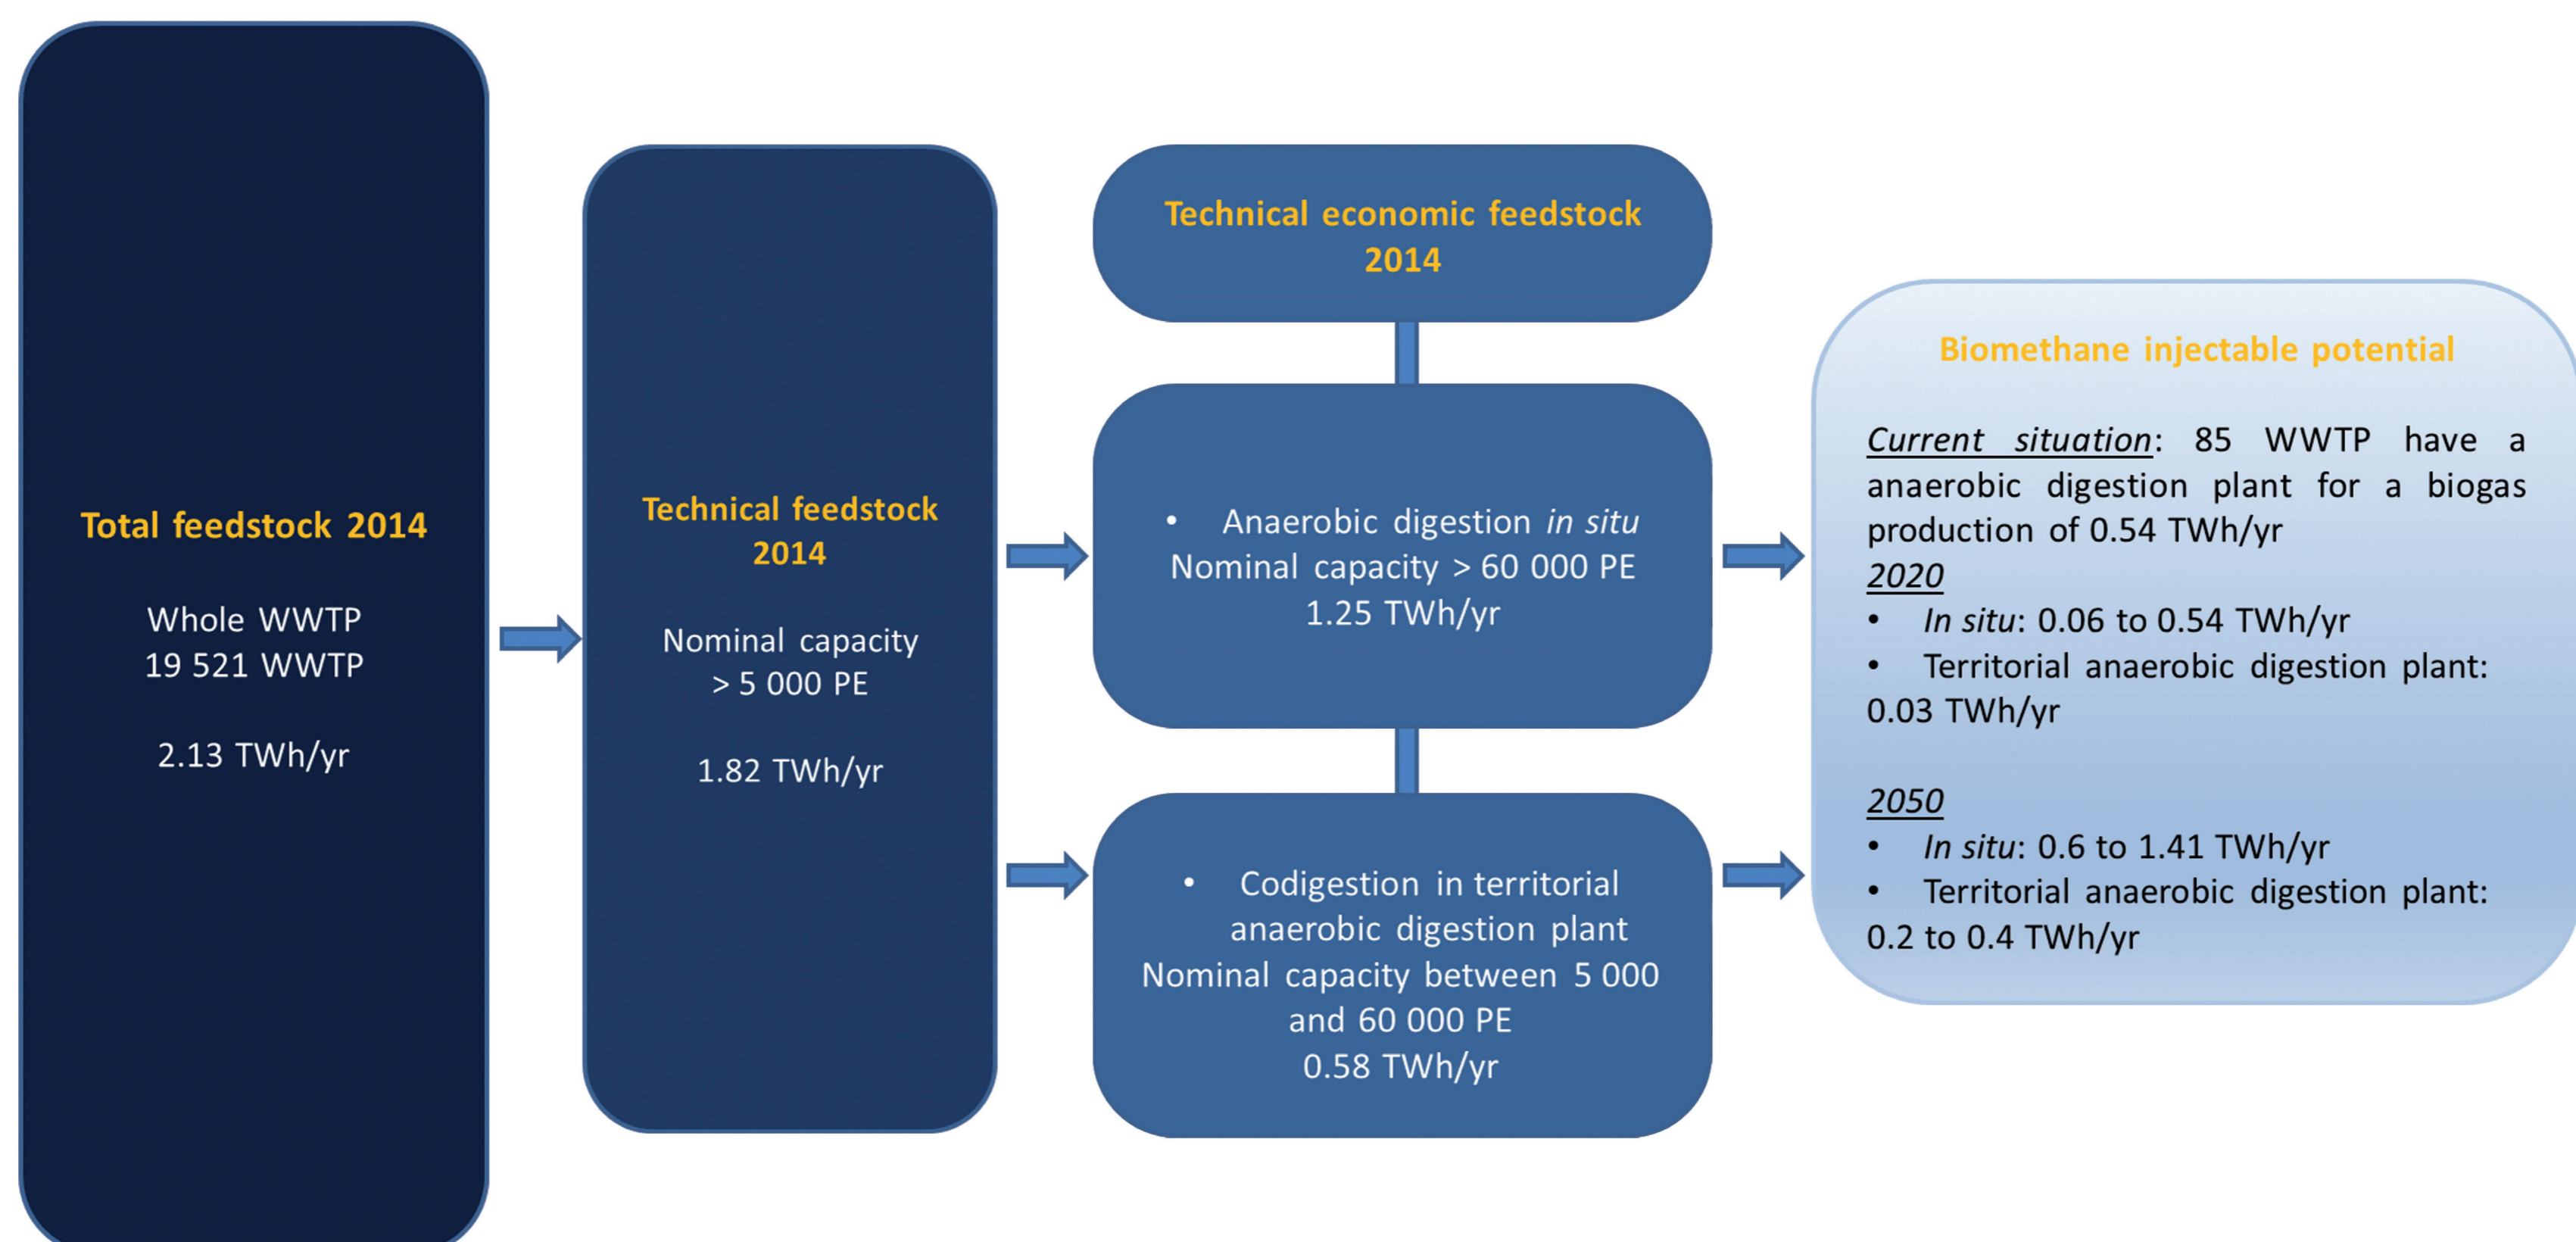 Total feedstock 2014
Whole WWTP
19 521 WWTP
2.13 TWh/yr
Technical feedstock
2014
Nominal capacity
> 5 000 PE
1.82 TWh/yr
Technical economic feedstock
2014
• Anaerobic digestion in situ
Nominal capacity > 60 000 PE
1.25 TWh/yr
• Codigestion in territorial
anaerobic digestion plant
Nominal capacity between 5 000
and 60 000 PE
0.58 TWh/yr
Biomethane injectable potential
Current situation: 85 WWTP have a
anaerobic digestion plant for a biogas
production of 0.54 TWh/yr
2020
• In situ: 0.06 to 0.54 TWh/yr
• Territorial anaerobic digestion plant:
0.03 TWh/yr
2050
• In situ: 0.6 to 1.41 TWh/yr
• Territorial anaerobic digestion plant:
0.2 to 0.4 TWh/yr